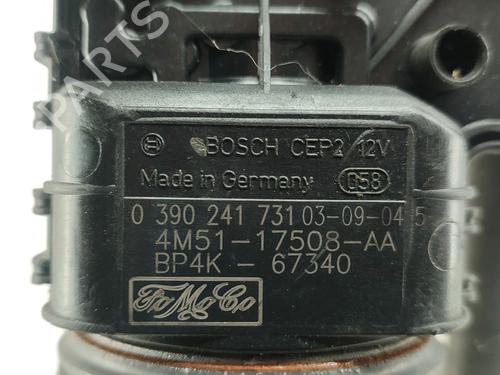 PARTS
BOSCH CEP2 12V
Made in Germany 058
0 390 241 731 03-09-04 5
4M51-17508-AA
BP4K - 67340
FoMoCo